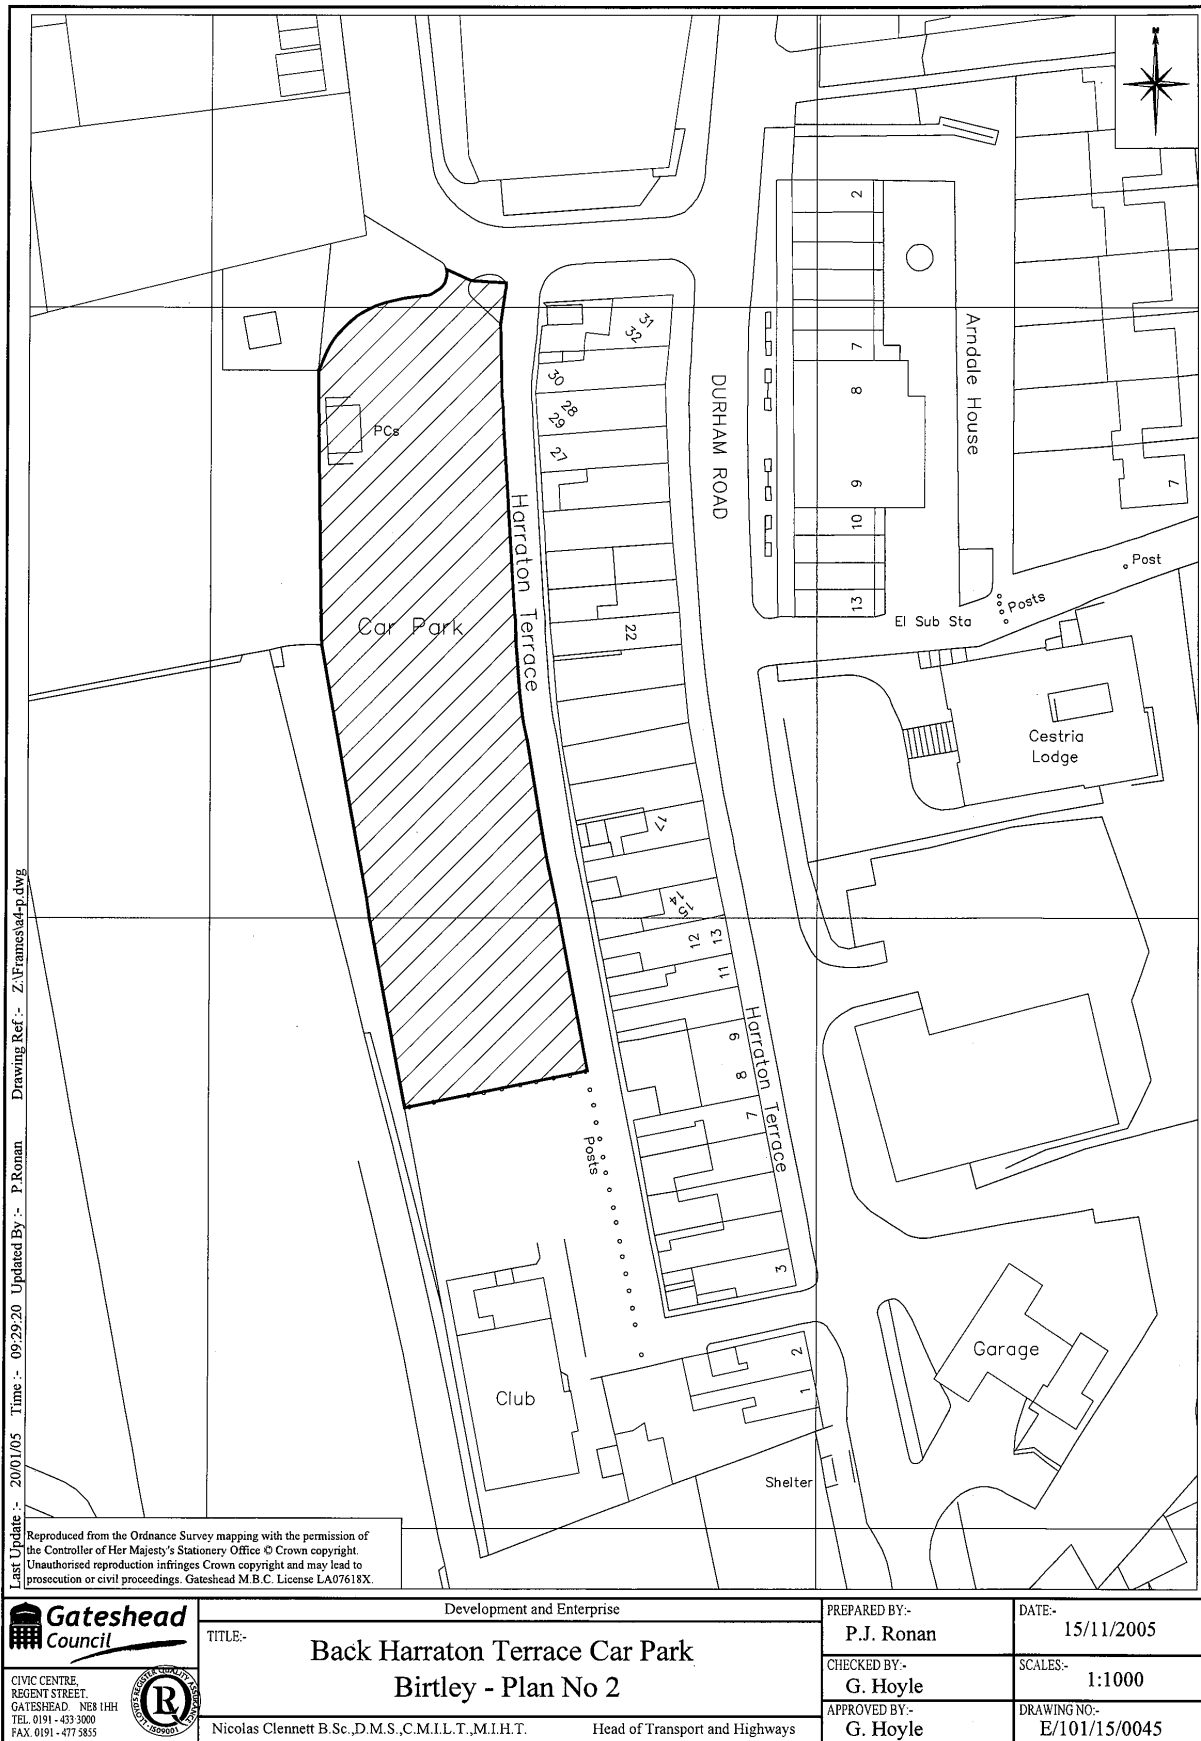 N
2
7
8
9
10
13
Arndale House
31
32
30
28
29
27
22
17
15
14
13
12
11
9
8
7
3
2
1
7
DURHAM ROAD
Harraton Terrace
Harraton Terrace
PCs
Car Park
Post
Posts
El Sub Sta
Cestria
Lodge
Posts
Garage
Club
Shelter
Last Update :- 20/01/05 Time :- 09:29:20 Updated By :- P.Ronan Drawing Ref :- Z:\Frames\a4-p.dwg
Reproduced from the Ordnance Survey mapping with the permission of
the Controller of Her Majesty's Stationery Office © Crown copyright.
Unauthorised reproduction infringes Crown copyright and may lead to
prosecution or civil proceedings. Gateshead M.B.C. License LA07618X.
Gateshead
Council
CIVIC CENTRE,
REGENT STREET.
GATESHEAD. NE8 1HH
TEL. 0191 - 433 3000
FAX. 0191 - 477 5855
LLOYD'S REGISTER QUALITY ASSURANCE
R
ISO9001
Development and Enterprise
TITLE:-
Back Harraton Terrace Car Park
Birtley - Plan No 2
Nicolas Clennett B.Sc.,D.M.S.,C.M.I.L.T.,M.I.H.T. Head of Transport and Highways
PREPARED BY:-
P.J. Ronan
DATE:-
15/11/2005
CHECKED BY:-
G. Hoyle
SCALES:-
1:1000
APPROVED BY:-
G. Hoyle
DRAWING NO:-
E/101/15/0045